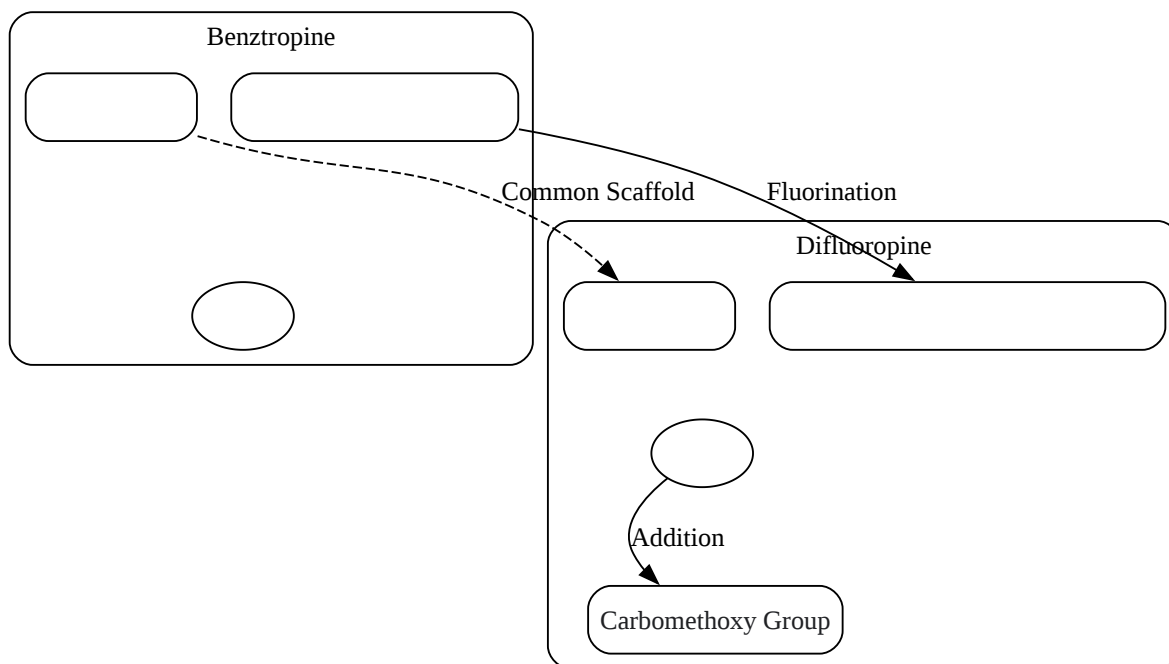 Benztropine
Common Scaffold
Fluorination
Difluoropine
Addition
Carbomethoxy Group